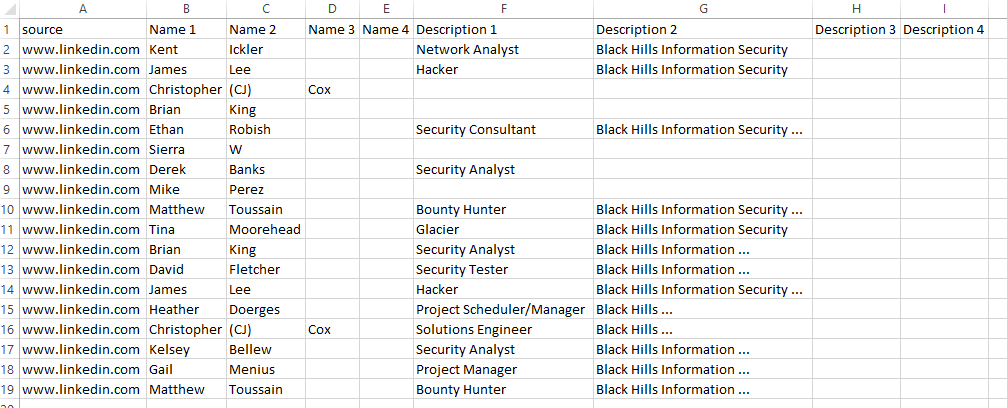 A B C D E F G H I
1 source Name 1 Name 2 Name 3 Name 4 Description 1 Description 2 Description 3 Description 4
2 www.linkedin.com Kent Ickler Network Analyst Black Hills Information Security
3 www.linkedin.com James Lee Hacker Black Hills Information Security
4 www.linkedin.com Christopher (CJ) Cox
5 www.linkedin.com Brian King
6 www.linkedin.com Ethan Robish Security Consultant Black Hills Information Security ...
7 www.linkedin.com Sierra W
8 www.linkedin.com Derek Banks Security Analyst
9 www.linkedin.com Mike Perez
10 www.linkedin.com Matthew Toussain Bounty Hunter Black Hills Information Security ...
11 www.linkedin.com Tina Moorehead Glacier Black Hills Information Security
12 www.linkedin.com Brian King Security Analyst Black Hills Information ...
13 www.linkedin.com David Fletcher Security Tester Black Hills Information ...
14 www.linkedin.com James Lee Hacker Black Hills Information Security ...
15 www.linkedin.com Heather Doerges Project Scheduler/Manager Black Hills ...
16 www.linkedin.com Christopher (CJ) Cox Solutions Engineer Black Hills ...
17 www.linkedin.com Kelsey Bellew Security Analyst Black Hills Information ...
18 www.linkedin.com Gail Menius Project Manager Black Hills Information ...
19 www.linkedin.com Matthew Toussain Bounty Hunter Black Hills Information ...